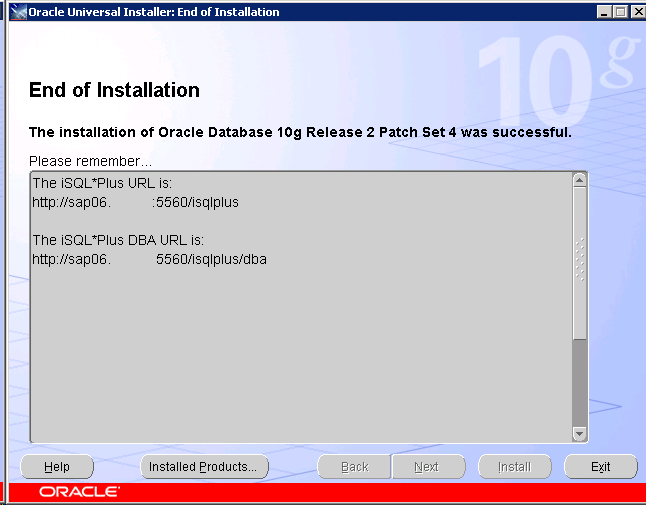 Oracle Universal Installer: End of Installation
10g
End of Installation
The installation of Oracle Database 10g Release 2 Patch Set 4 was successful.
Please remember...
The iSQL*Plus URL is:
http://sap06. :5560/isqlplus
The iSQL*Plus DBA URL is:
http://sap06. 5560/isqlplus/dba
Help Installed Products... Back Next Install Exit
ORACLE